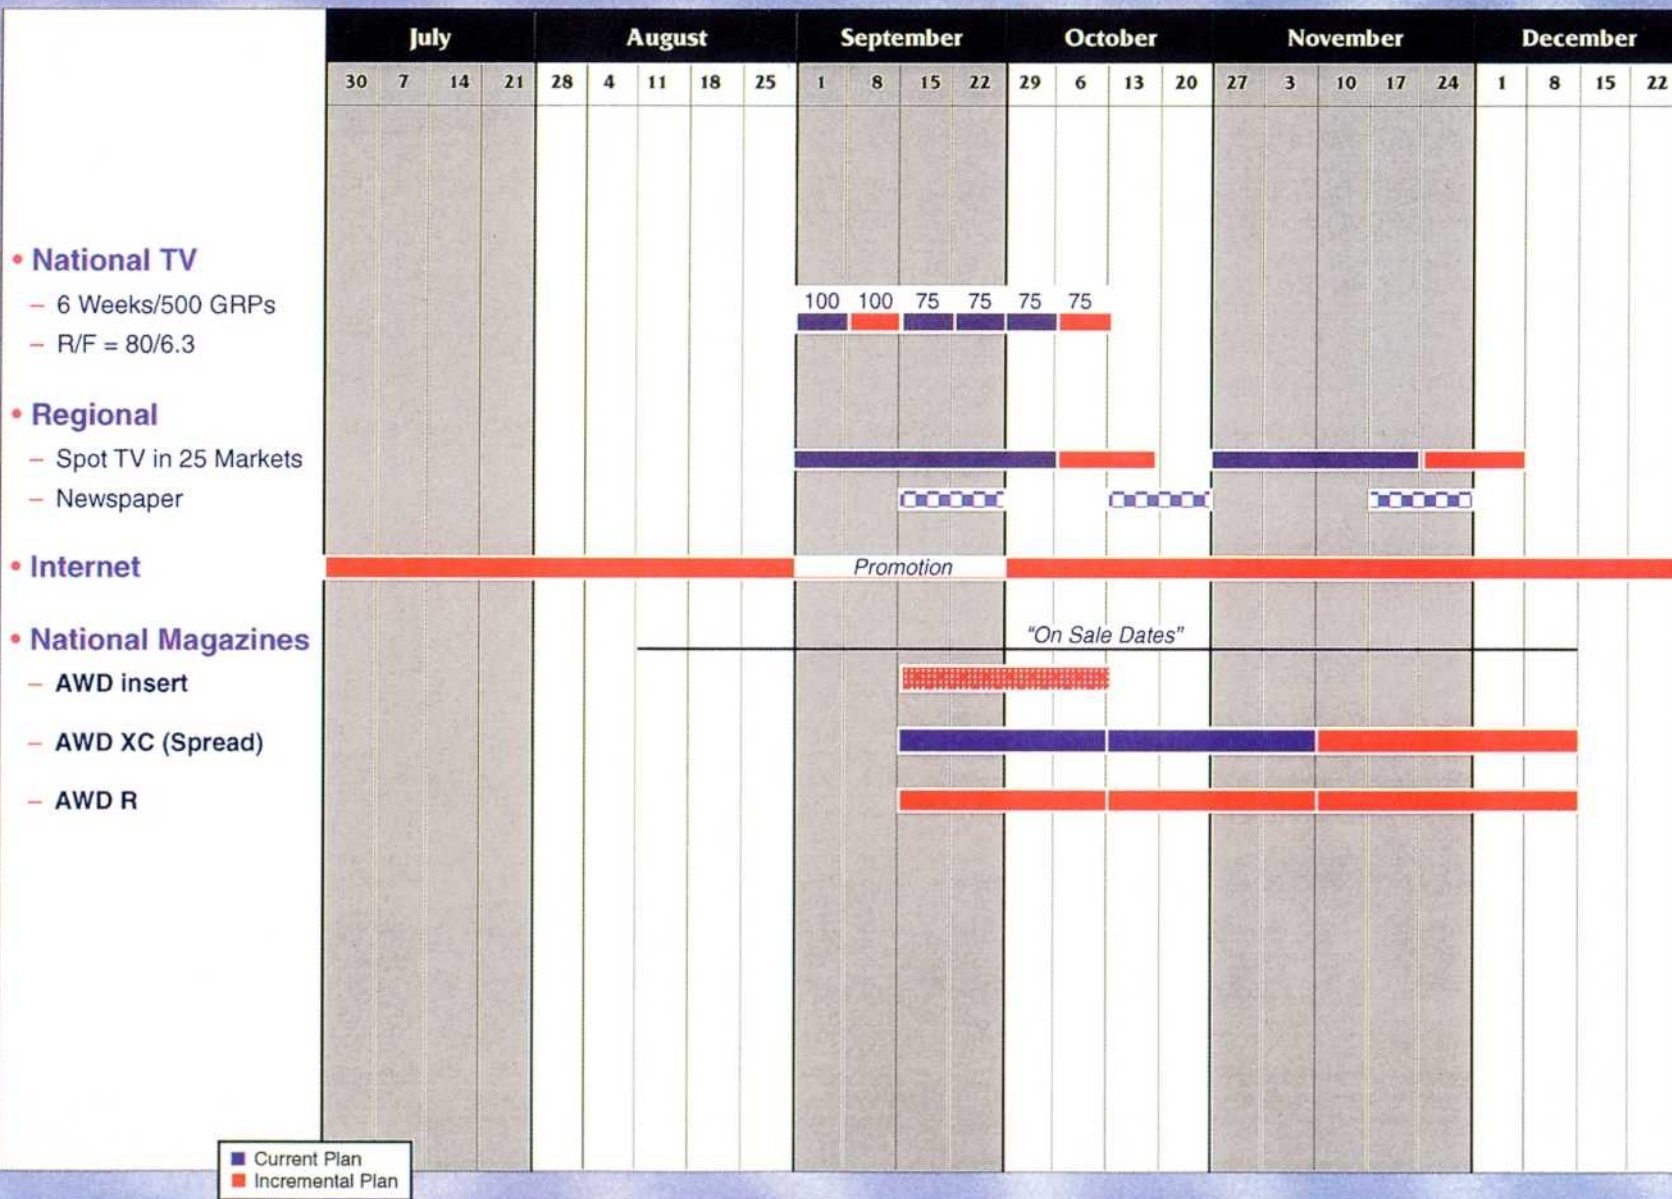 July August September October November December
30 7 14 21 28 4 11 18 25 1 8 15 22 29 6 13 20 27 3 10 17 24 1 8 15 22
• National TV
– 6 Weeks/500 GRPs
100 100 75 75 75 75
– R/F = 80/6.3
• Regional
– Spot TV in 25 Markets
– Newspaper
• Internet
Promotion
• National Magazines
"On Sale Dates"
– AWD insert
– AWD XC (Spread)
– AWD R
Current Plan
Incremental Plan